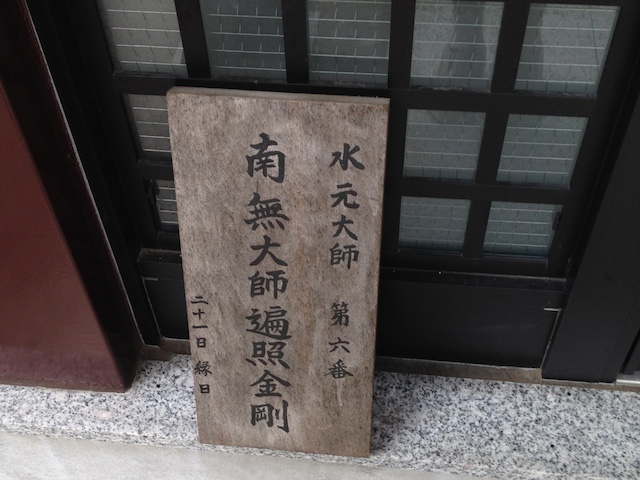 水元大師 第六番
南無大師遍照金剛
二十一日 縁日